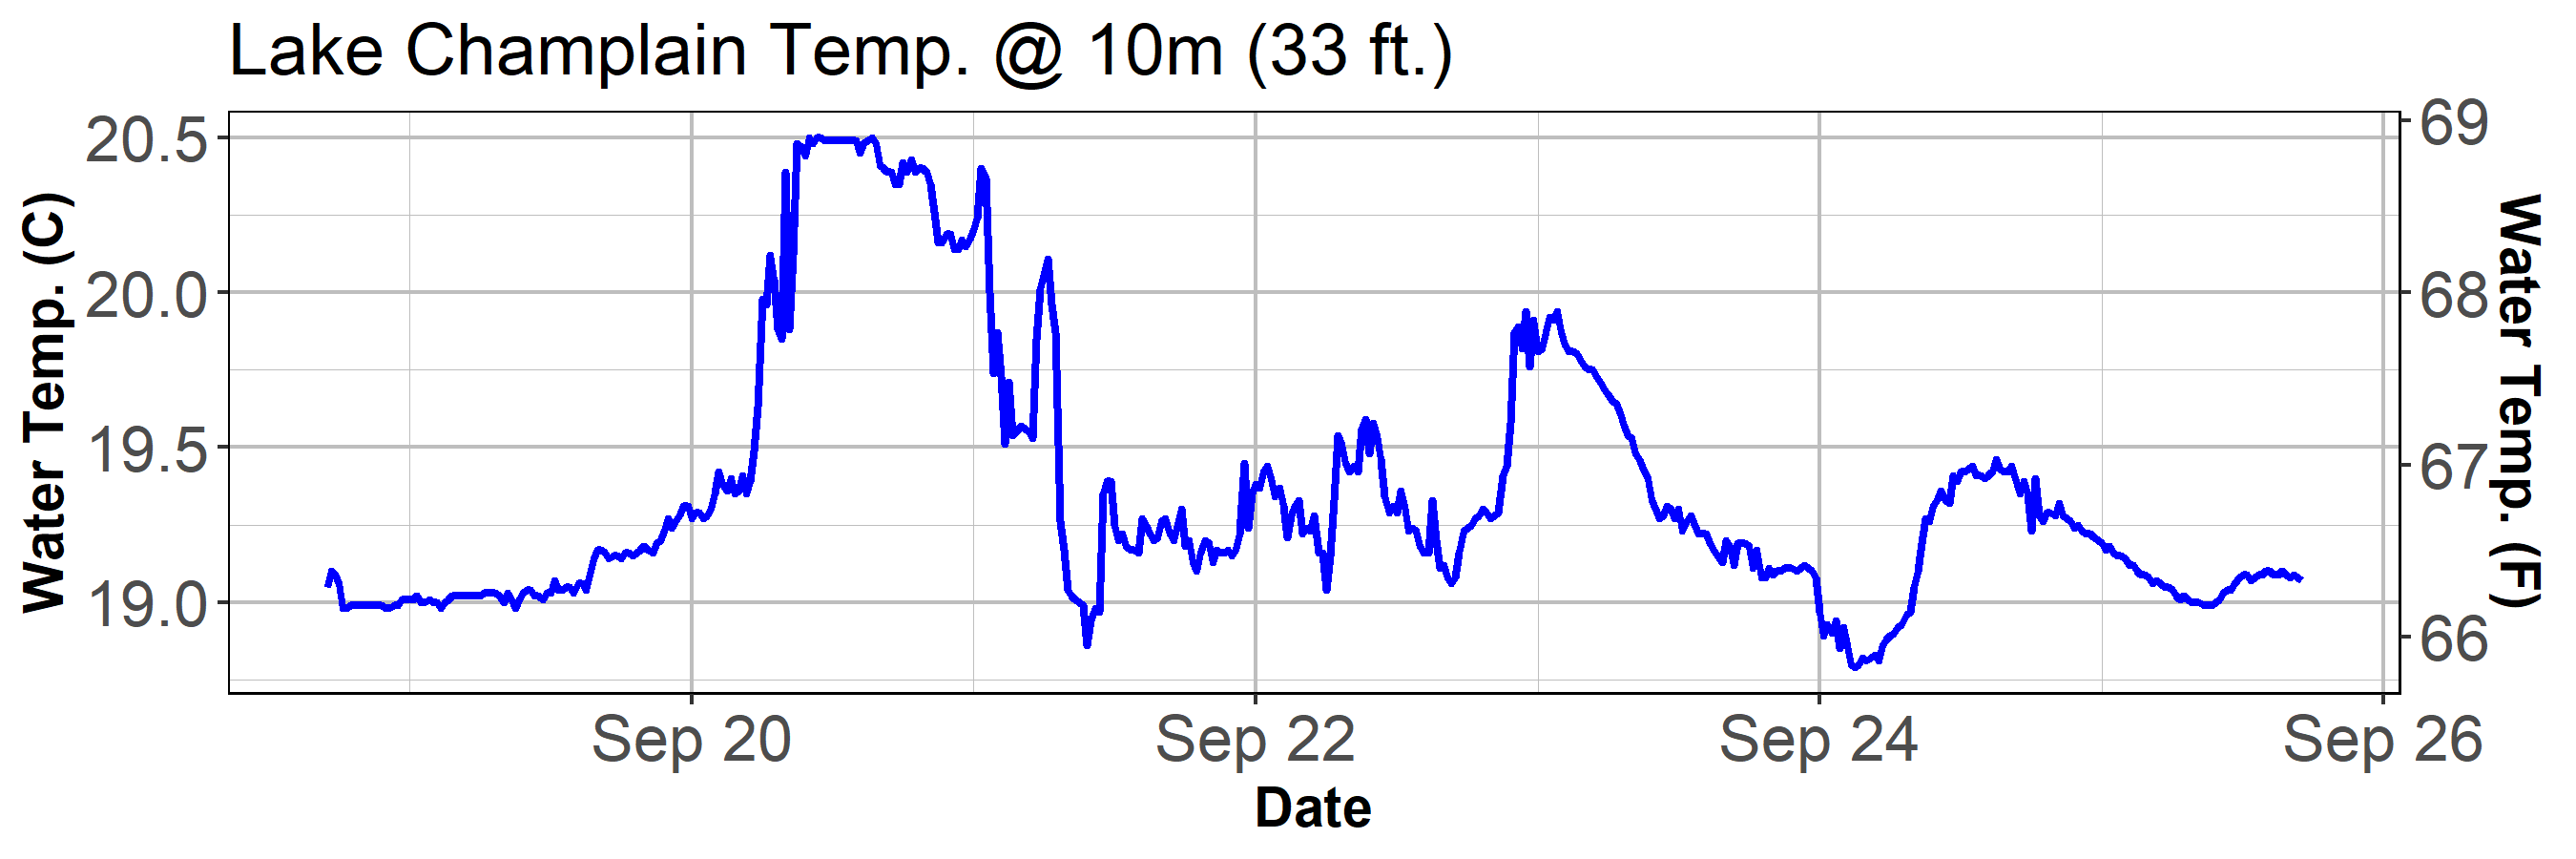 Lake Champlain Temp. @ 10m (33 ft.)
Water Temp. (C)
20.5
20.0
19.5
19.0
69
68
67
66
Water Temp. (F)
Sep 20
Sep 22
Sep 24
Sep 26
Date